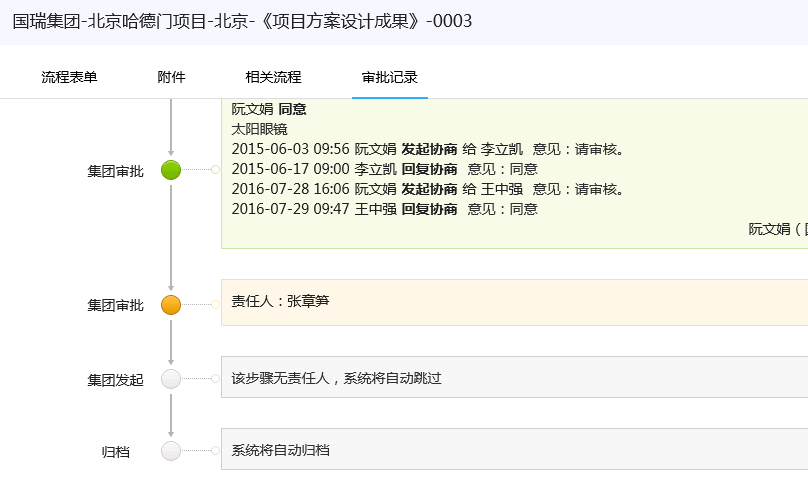 国瑞集团-北京哈德门项目-北京-《项目方案设计成果》-0003
流程表单 附件 相关流程 审批记录
阮文娟 同意
太阳眼镜
2015-06-03 09:56 阮文娟 发起协商 给 李立凯 意见：请审核。
集团审批
2015-06-17 09:00 李立凯 回复协商 意见：同意
2016-07-28 16:06 阮文娟 发起协商 给 王中强 意见：请审核。
2016-07-29 09:47 王中强 回复协商 意见：同意
阮文娟（
集团审批 责任人：张章笋
集团发起 该步骤无责任人，系统将自动跳过
归档 系统将自动归档